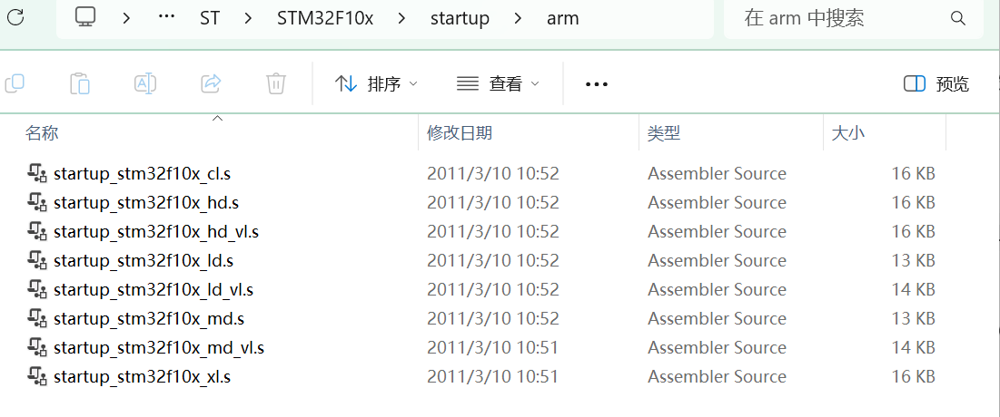 ST STM32F10x startup arm 在 arm 中搜索
排序 查看 预览
名称 修改日期 类型 大小
startup_stm32f10x_cl.s 2011/3/10 10:52 Assembler Source 16 KB
startup_stm32f10x_hd.s 2011/3/10 10:52 Assembler Source 16 KB
startup_stm32f10x_hd_vl.s 2011/3/10 10:52 Assembler Source 16 KB
startup_stm32f10x_ld.s 2011/3/10 10:52 Assembler Source 13 KB
startup_stm32f10x_ld_vl.s 2011/3/10 10:52 Assembler Source 14 KB
startup_stm32f10x_md.s 2011/3/10 10:52 Assembler Source 13 KB
startup_stm32f10x_md_vl.s 2011/3/10 10:51 Assembler Source 14 KB
startup_stm32f10x_xl.s 2011/3/10 10:51 Assembler Source 16 KB